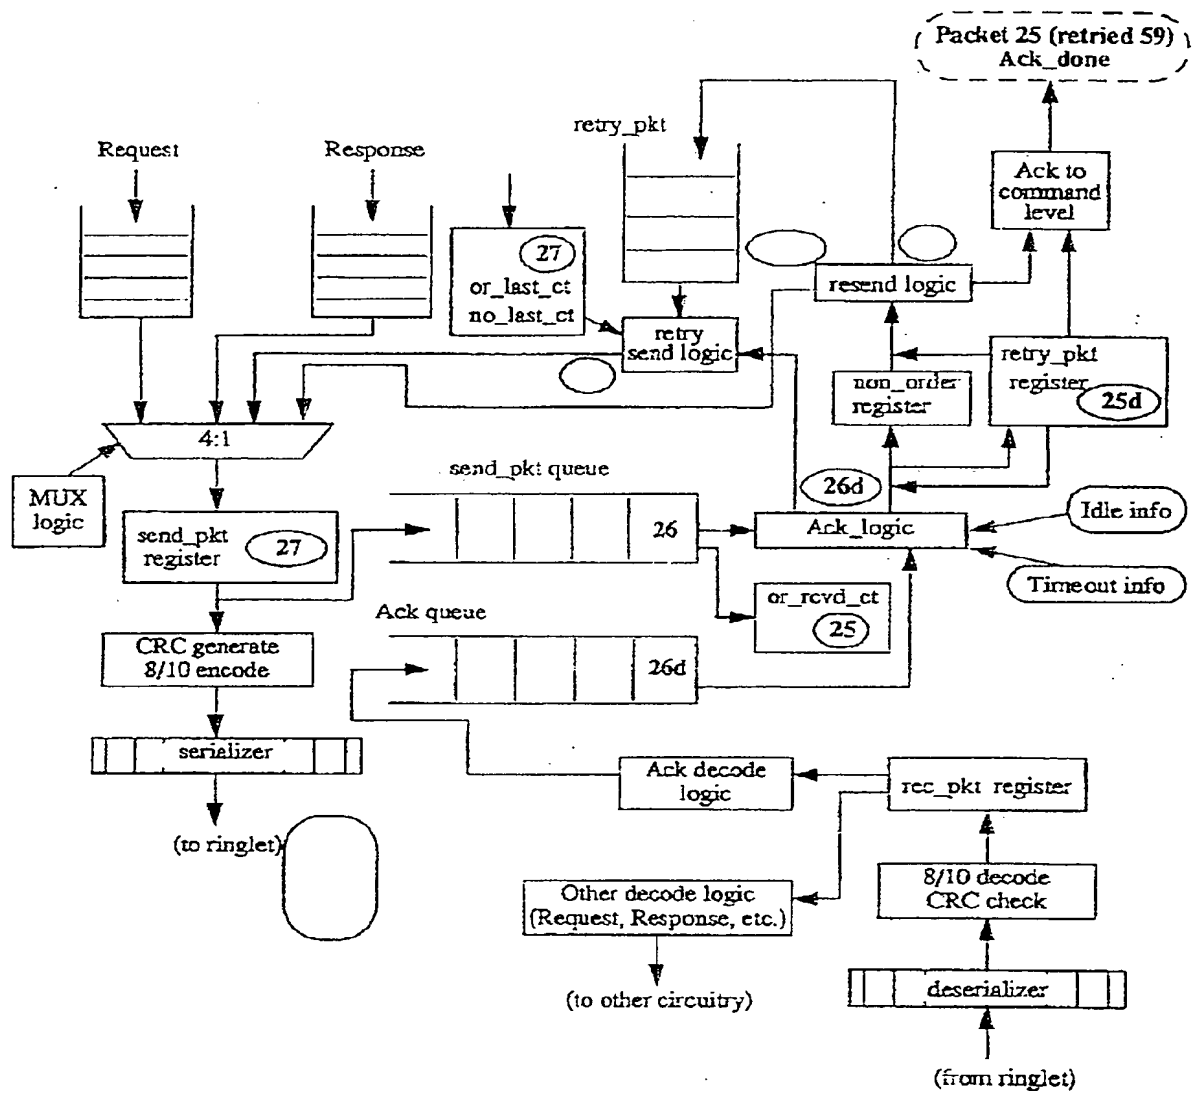 Packet 25 (retried 59)
Ack_done
retry_pkt
Request
Response
Ack to
command
level
27
or_last_ct
no_last_ct
resend logic
retry
send logic
retry_pkt
register
25d
non_order
register
4:1
MUX
logic
send_pkt queue
26d
Idle info
send_pkt
register
27
26
Ack_logic
Timeout info
or_rcvd_ct
25
Ack queue
CRC generate
8/10 encode
26d
serializer
Ack decode
logic
rec_pkt register
(to ringlet)
8/10 decode
CRC check
Other decode logic
(Request, Response, etc.)
deserializer
(to other circuitry)
(from ringlet)